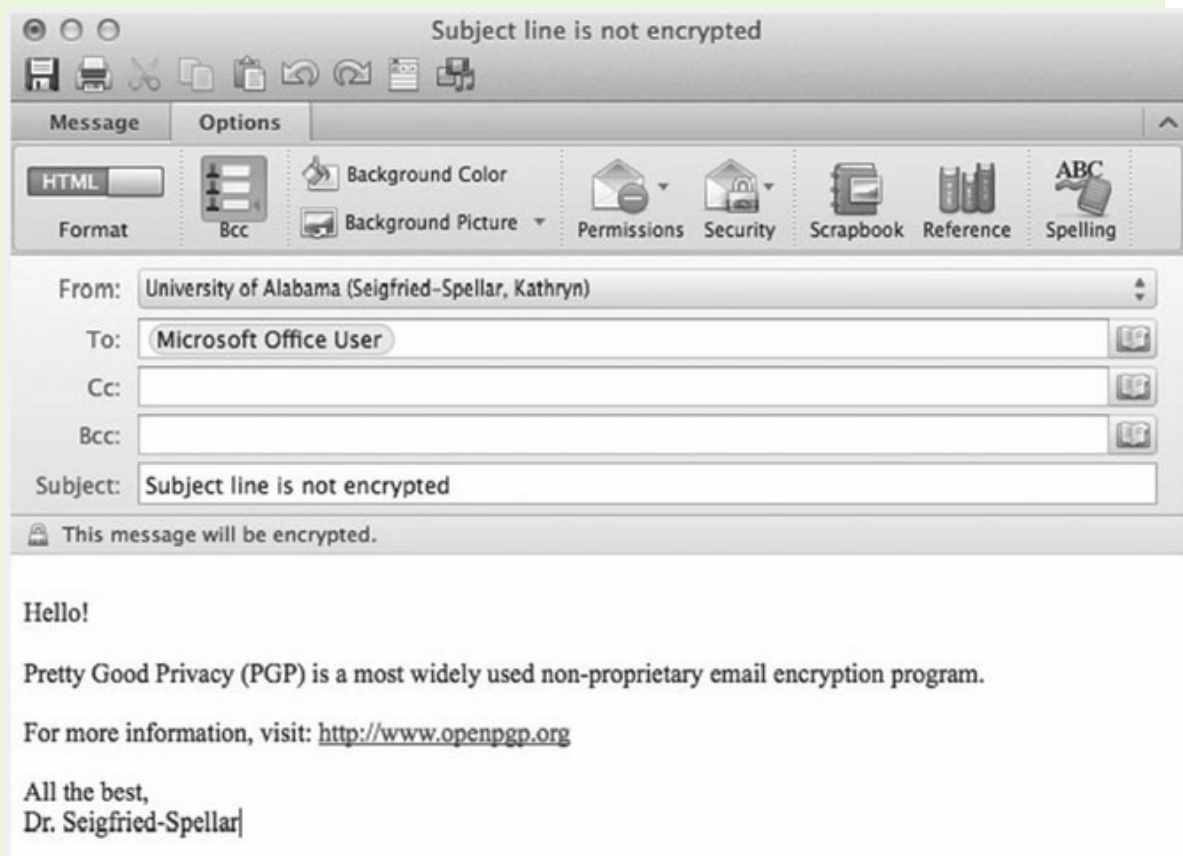 Subject line is not encrypted
Message Options
HTML
Format
Bcc
Background Color
Background Picture
Permissions
Security
Scrapbook
Reference
ABC
Spelling
From: University of Alabama (Seigfried-Spellar, Kathryn)
To: Microsoft Office User
Cc:
Bcc:
Subject: Subject line is not encrypted
This message will be encrypted.
Hello!
Pretty Good Privacy (PGP) is a most widely used non-proprietary email encryption program.
For more information, visit: http://www.openpgp.org
All the best,
Dr. Seigfried-Spellar